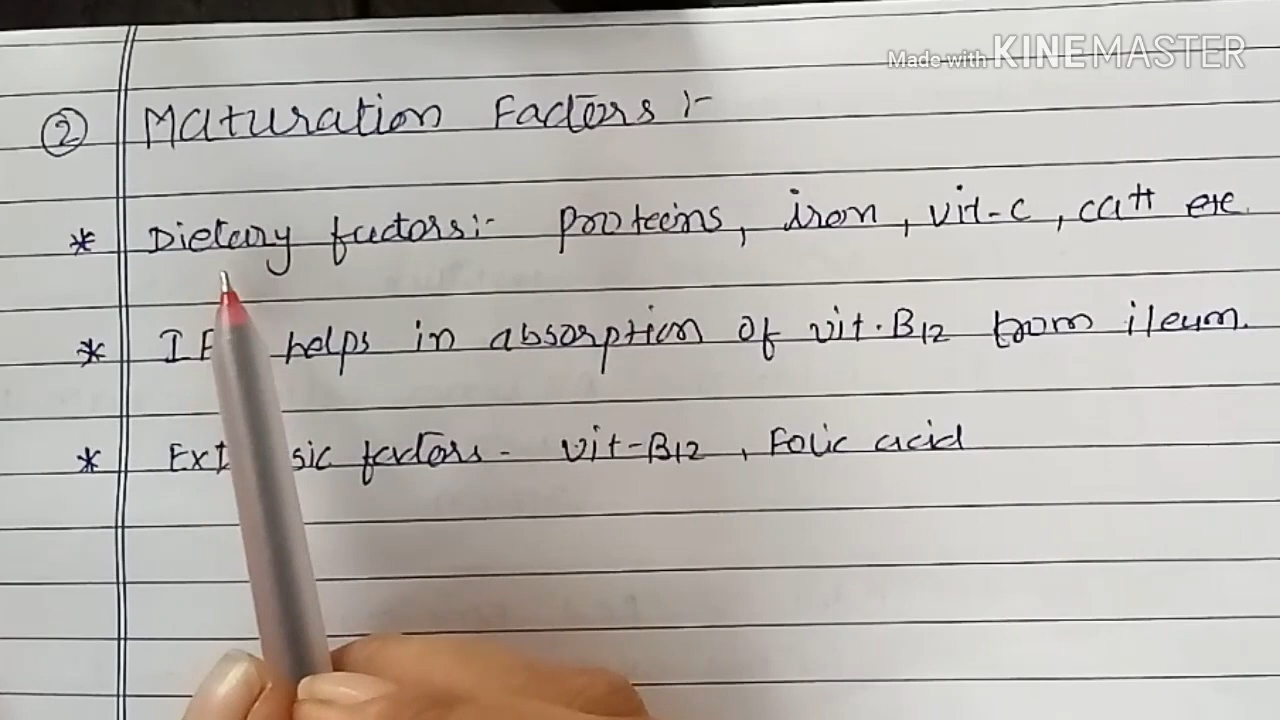 Made with KINEMASTER
② Maturation Factors :-
* Dietary factors :- Proteins, iron, vit-C, Ca++ etc.
* helps in absorption of vit. B12 from ileum.
* factors - vit-B12, Folic acid